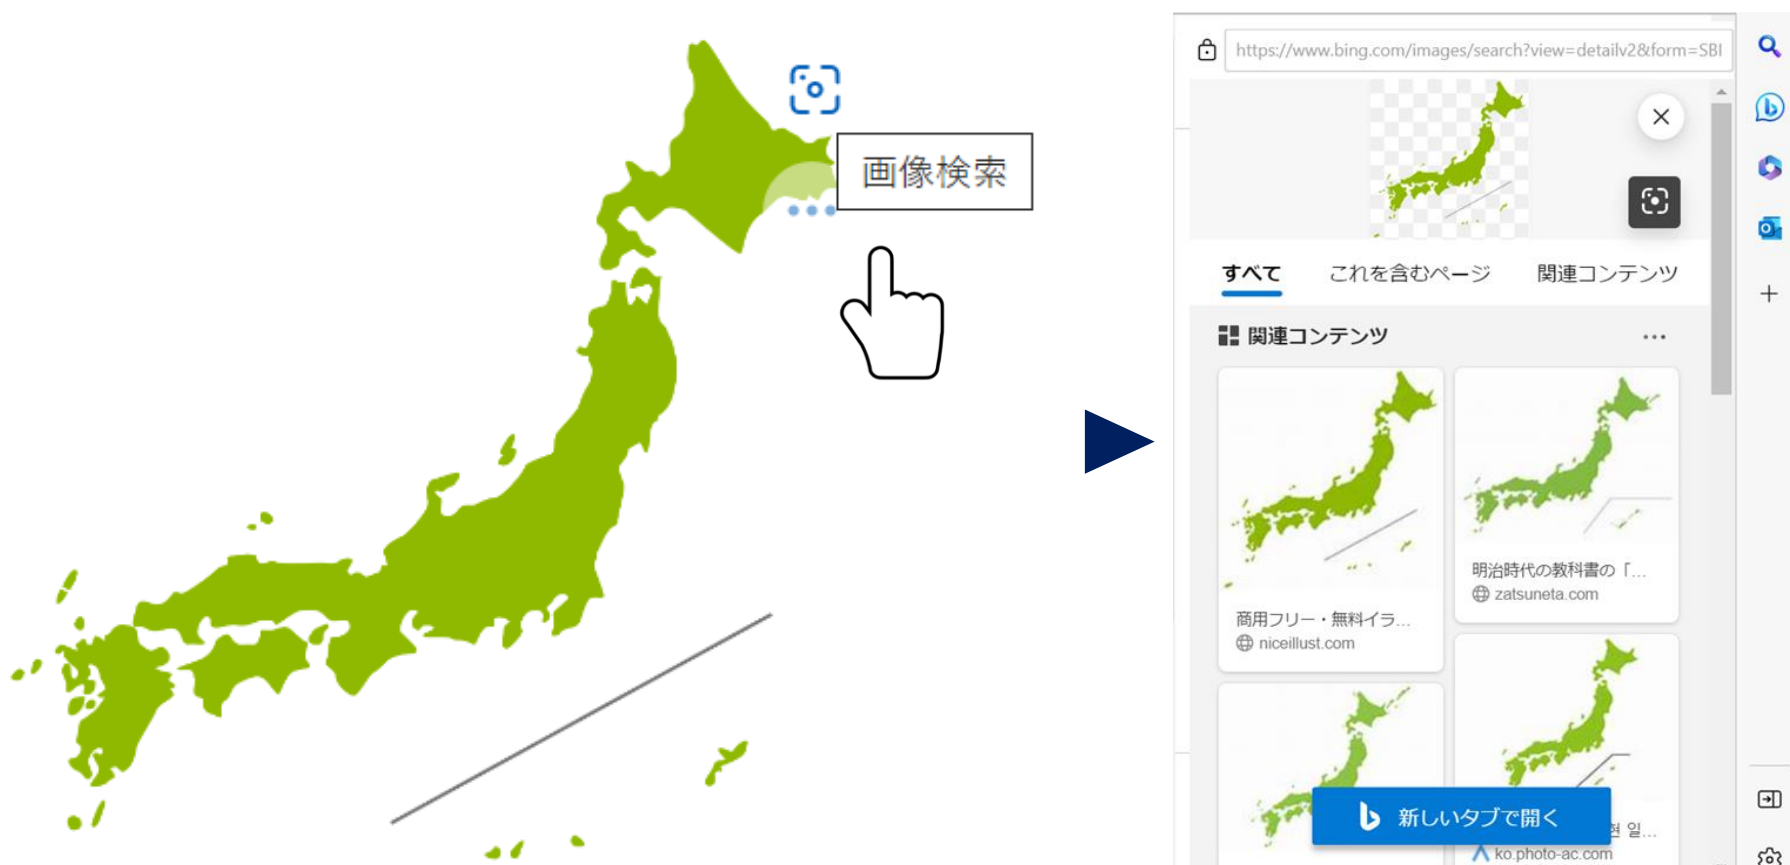 画像検索
https://www.bing.com/images/search?view=detailv2&form=SBI
すべて これを含むページ 関連コンテンツ
関連コンテンツ
商用フリー・無料イラ...
niceillust.com
明治時代の教科書の「...
zatsuneta.com
新しいタブで開く
일...
ko.photo-ac.com